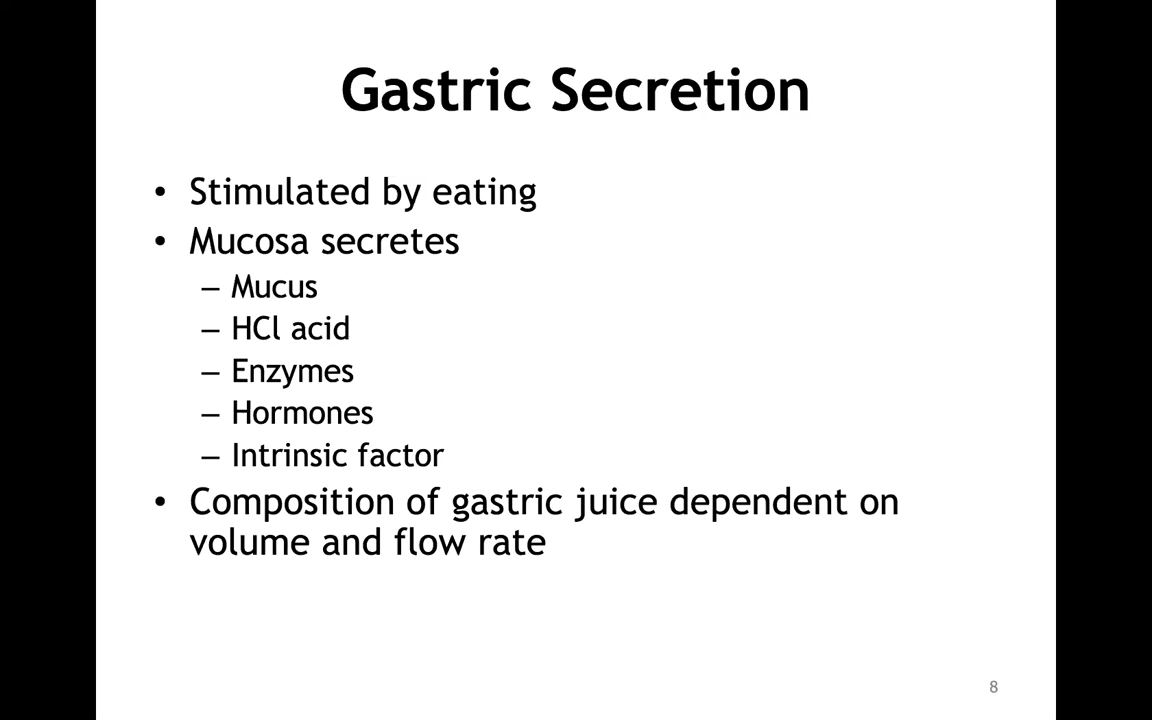 Gastric Secretion
• Stimulated by eating
• Mucosa secretes
– Mucus
– HCl acid
– Enzymes
– Hormones
– Intrinsic factor
• Composition of gastric juice dependent on
volume and flow rate
8